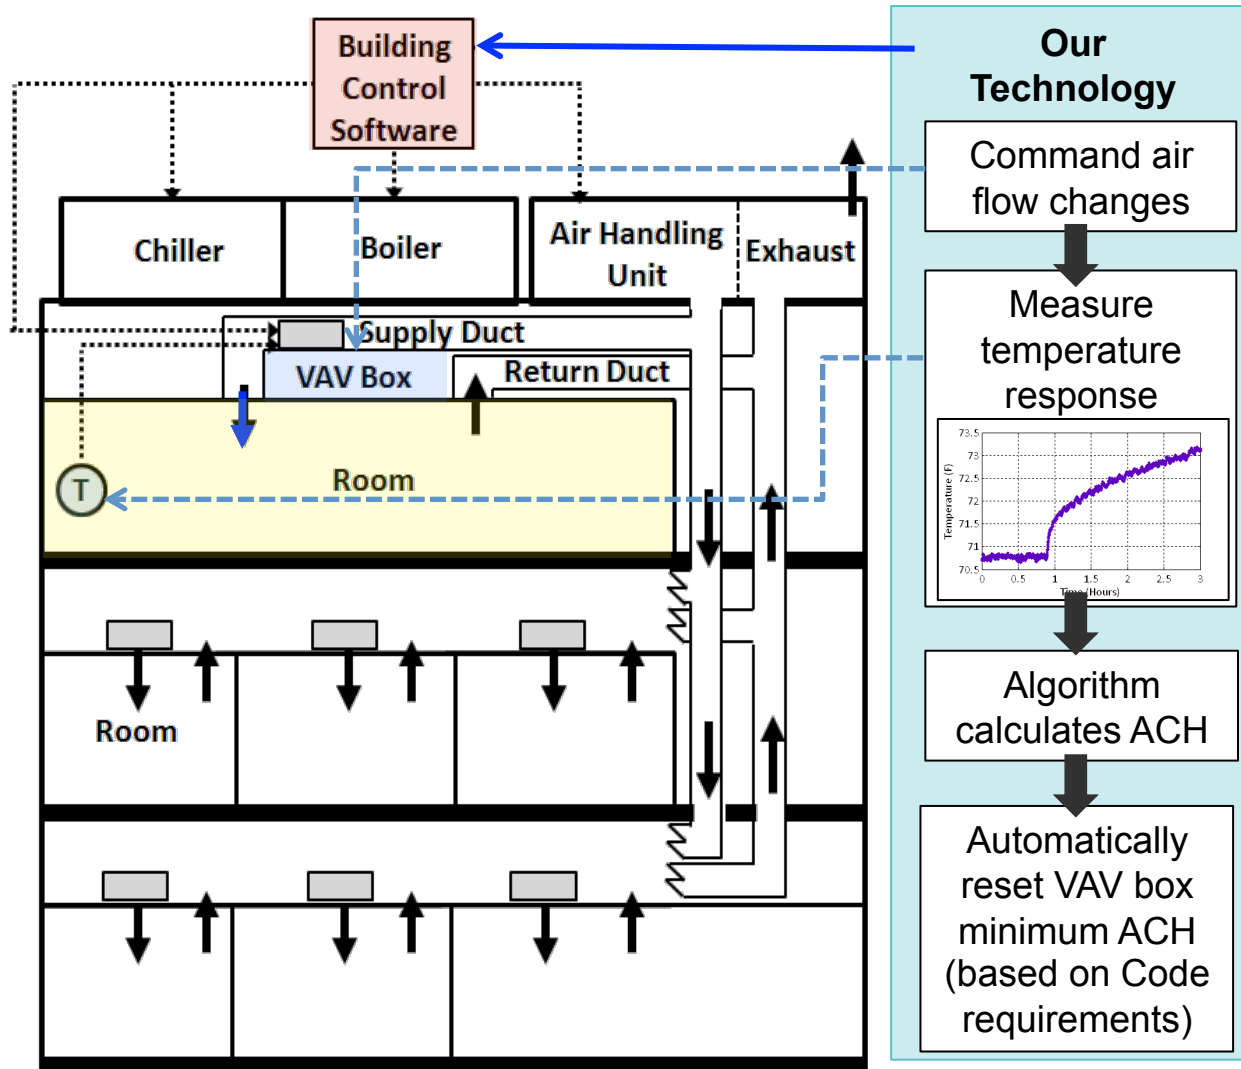 Building
Control
Software
Our
Technology
Command air
flow changes
Chiller
Boiler
Air Handling
Unit
Exhaust
Measure
temperature
response
Supply Duct
VAV Box
Return Duct
Room
T
73.5
73
72.5
72
71.5
71
70.5
Temperature (F)
0
0.5
1
1.5
2
2.5
3
Time (Hours)
Room
Algorithm
calculates ACH
Automatically
reset VAV box
minimum ACH
(based on Code
requirements)